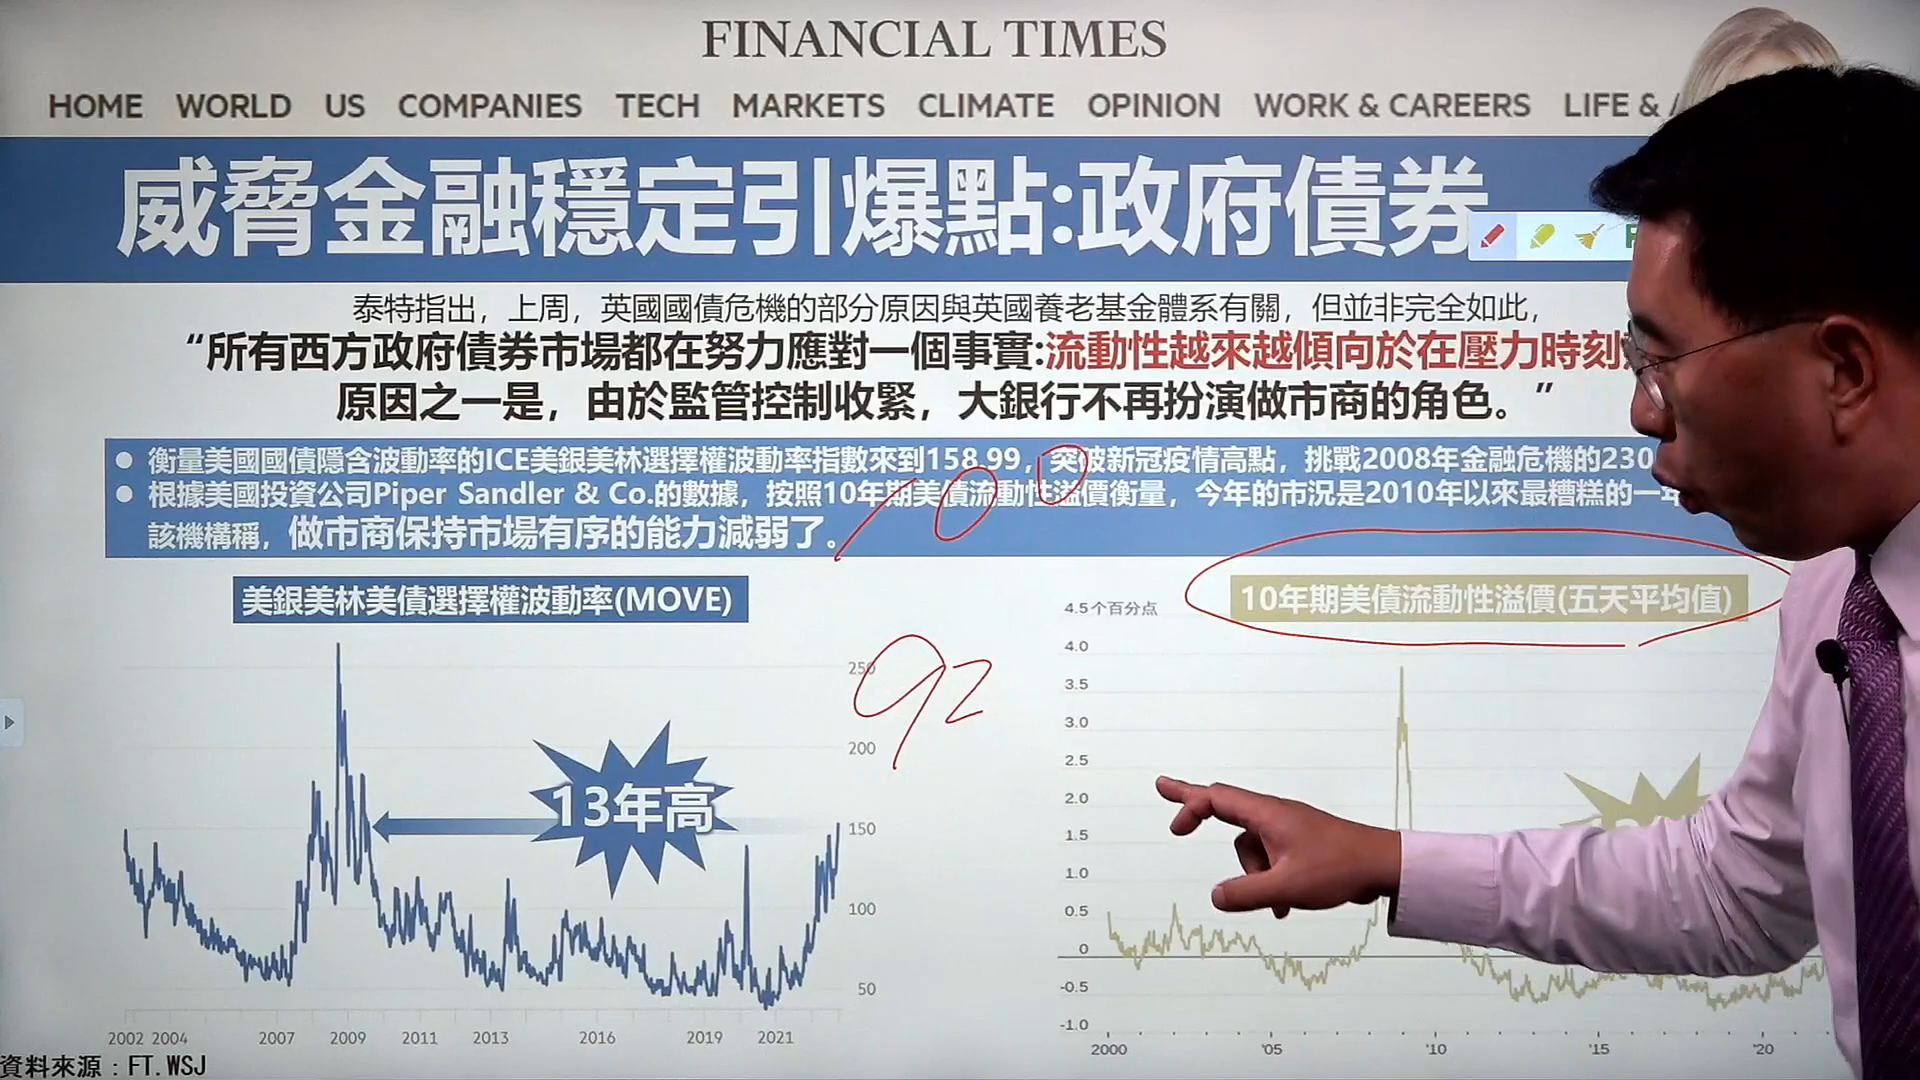 FINANCIAL TIMES
HOME WORLD US COMPANIES TECH MARKETS CLIMATE OPINION WORK & CAREERS LIFE &
威脅金融穩定引爆點:政府債券
泰特指出，上周，英國國債危機的部分原因與英國養老基金體系有關，但並非完全如此，
“所有西方政府債券市場都在努力應對一個事實:流動性越來越傾向於在壓力時刻
原因之一是，由於監管控制收緊，大銀行不再扮演做市商的角色。”
● 衡量美國國債隱含波動率的ICE美銀美林選擇權波動率指數來到158.99，突破新冠疫情高點，挑戰2008年金融危機的230
● 根據美國投資公司Piper Sandler & Co.的數據，按照10年期美債流動性溢價衡量，今年的市況是2010年以來最糟糕的一年
該機構稱，做市商保持市場有序的能力減弱了。
100
美銀美林美債選擇權波動率(MOVE)
250
200
150
100
50
92
13年高
2002 2004 2007 2009 2011 2013 2016 2019 2021
10年期美債流動性溢價(五天平均值)
4.5个百分点
4.0
3.5
3.0
2.5
2.0
1.5
1.0
0.5
0
-0.5
-1.0
2000 '05 '10 '15 '20
資料來源：FT.WSJ